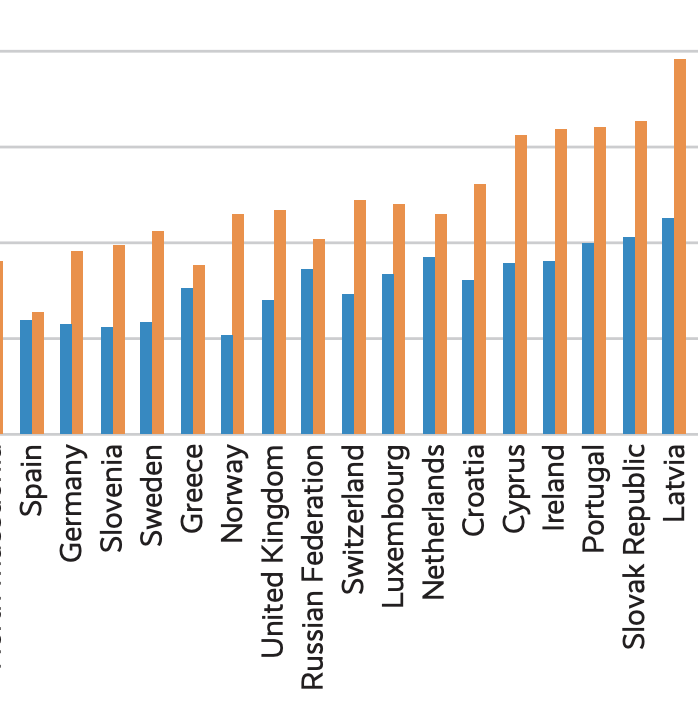 Spain
Germany
Slovenia
Sweden
Greece
Norway
United Kingdom
Russian Federation
Switzerland
Luxembourg
Netherlands
Croatia
Cyprus
Ireland
Portugal
Slovak Republic
Latvia